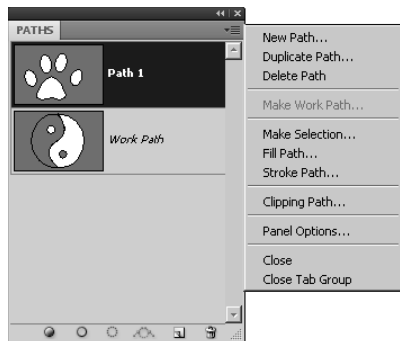 PATHS
Path 1
Work Path
New Path...
Duplicate Path...
Delete Path
Make Work Path...
Make Selection...
Fill Path...
Stroke Path...
Clipping Path...
Panel Options...
Close
Close Tab Group